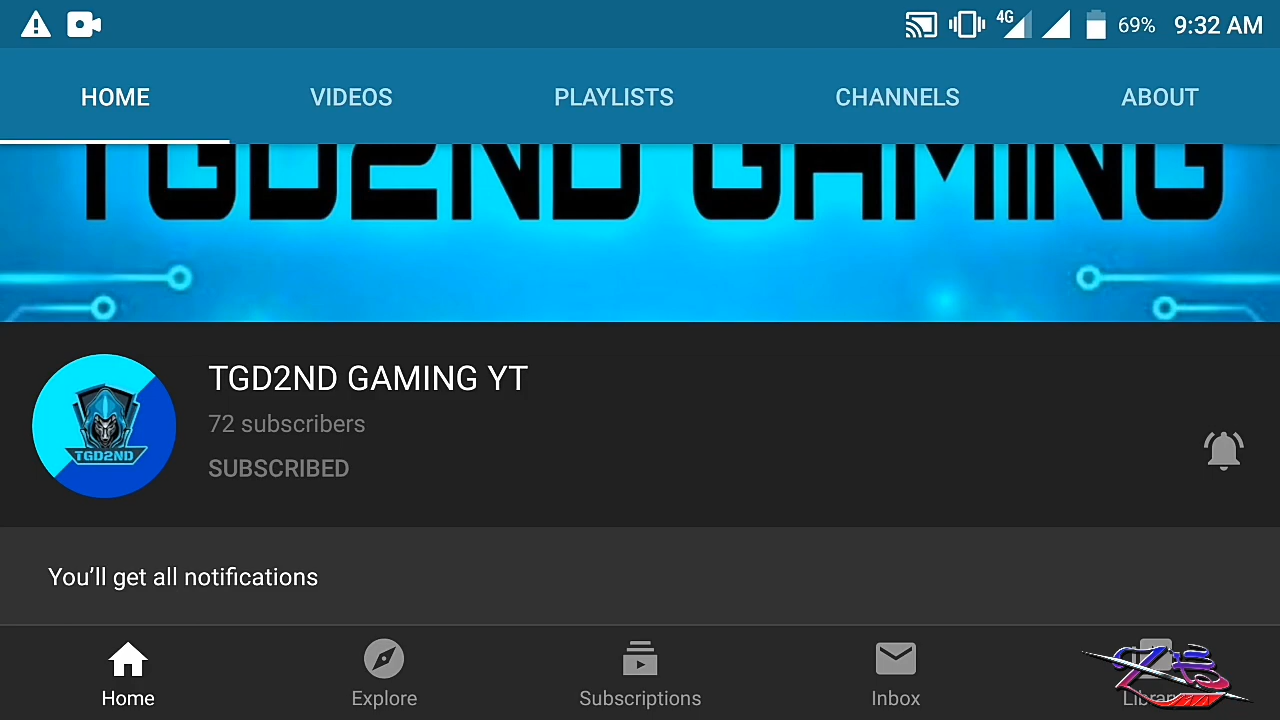 4G 69% 9:32 AM
HOME VIDEOS PLAYLISTS CHANNELS ABOUT
TGD2ND GAMING
TGD2ND
TGD2ND GAMING YT
72 subscribers
SUBSCRIBED
You’ll get all notifications
Home Explore Subscriptions Inbox